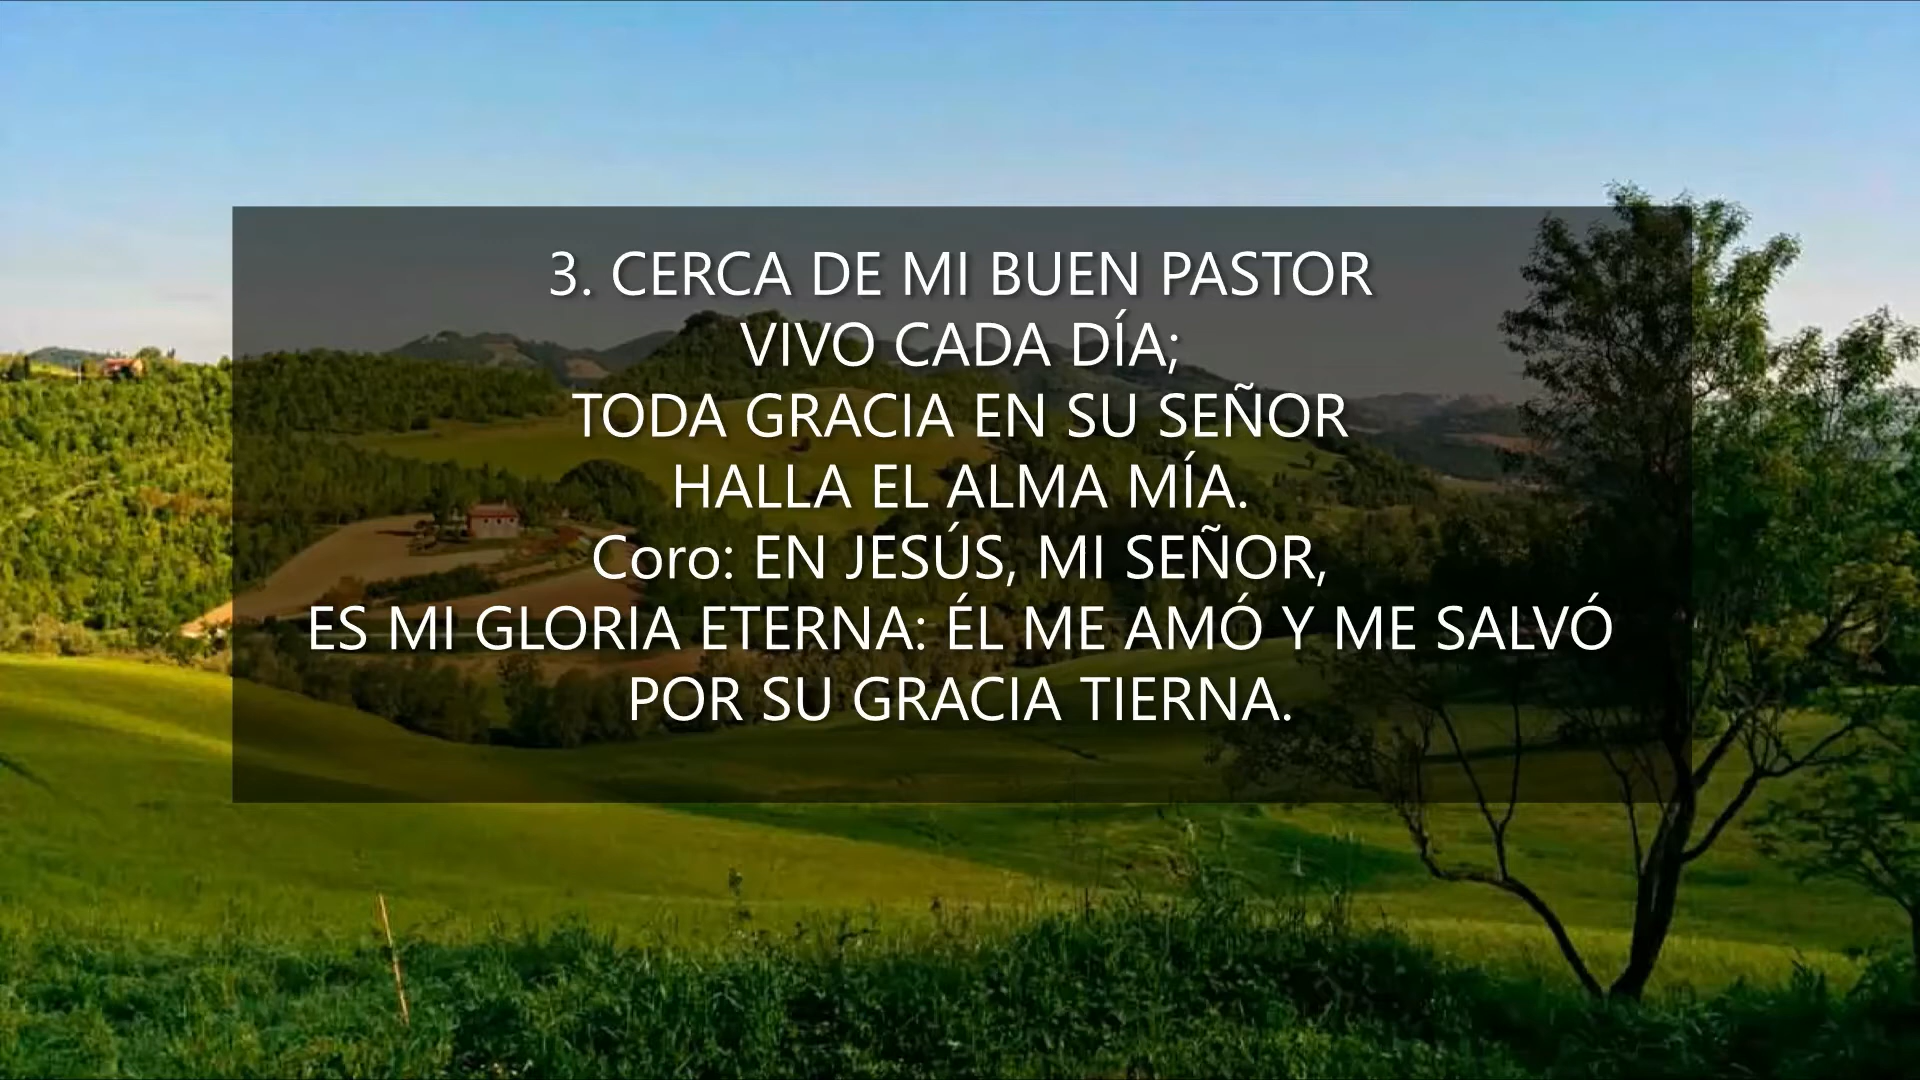 3. CERCA DE MI BUEN PASTOR
VIVO CADA DÍA;
TODA GRACIA EN SU SEÑOR
HALLA EL ALMA MÍA.
Coro: EN JESÚS, MI SEÑOR,
ES MI GLORIA ETERNA: ÉL ME AMÓ Y ME SALVÓ
POR SU GRACIA TIERNA.